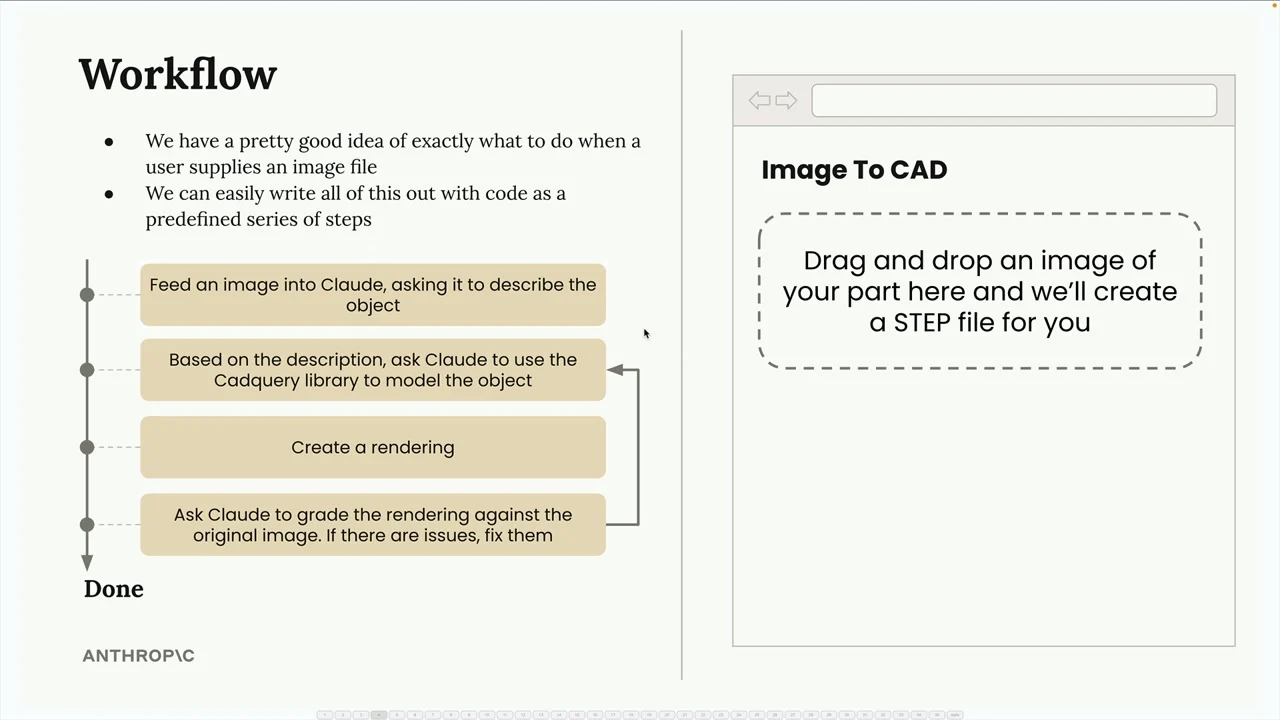 Workflow
● We have a pretty good idea of exactly what to do when a
user supplies an image file
● We can easily write all of this out with code as a
predefined series of steps
Feed an image into Claude, asking it to describe the
object
Based on the description, ask Claude to use the
Cadquery library to model the object
Create a rendering
Ask Claude to grade the rendering against the
original image. If there are issues, fix them
Done
ANTHROP\C
Image To CAD
Drag and drop an image of
your part here and we’ll create
a STEP file for you